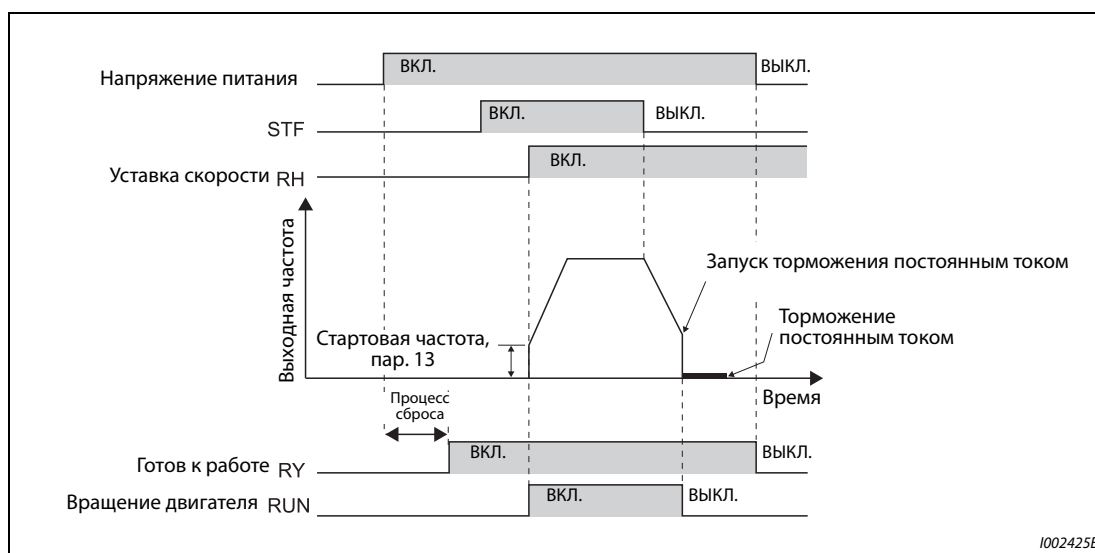 Напряжение питания
ВКЛ.
ВЫКЛ.
STF
ВКЛ.
ВЫКЛ.
Уставка скорости RH
ВКЛ.
Выходная частота
Запуск торможения постоянным током
Стартовая частота,
пар. 13
Торможение
постоянным током
Время
Процесс
сброса
Готов к работе RY
ВКЛ.
ВЫКЛ.
Вращение двигателя RUN
ВКЛ.
ВЫКЛ.
I002425E